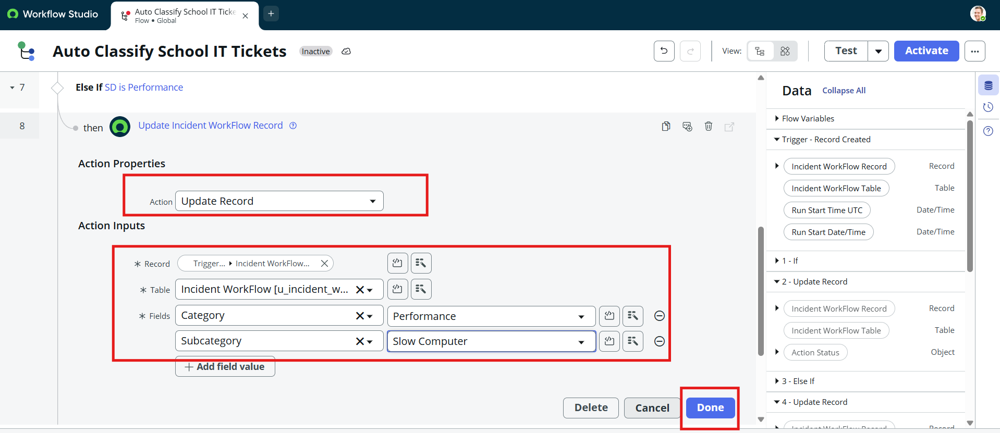 Workflow Studio
Auto Classify School IT Ticke
Flow • Global
Auto Classify School IT Tickets
Inactive
View:
Test
Activate
7
Else If SD is Performance
8
then
Update Incident WorkFlow Record
Action Properties
Action
Update Record
Action Inputs
* Record
Trigger... ▸ Incident WorkFlow...
* Table
Incident WorkFlow [u_incident_w...
* Fields
Category
Performance
Subcategory
Slow Computer
+ Add field value
Delete
Cancel
Done
Data
Collapse All
Flow Variables
Trigger - Record Created
Incident WorkFlow Record
Record
Incident WorkFlow Table
Table
Run Start Time UTC
Date/Time
Run Start Date/Time
Date/Time
1 - If
2 - Update Record
Incident WorkFlow Record
Record
Incident WorkFlow Table
Table
Action Status
Object
3 - Else If
4 - Update Record
Incident WorkFlow Record
Record